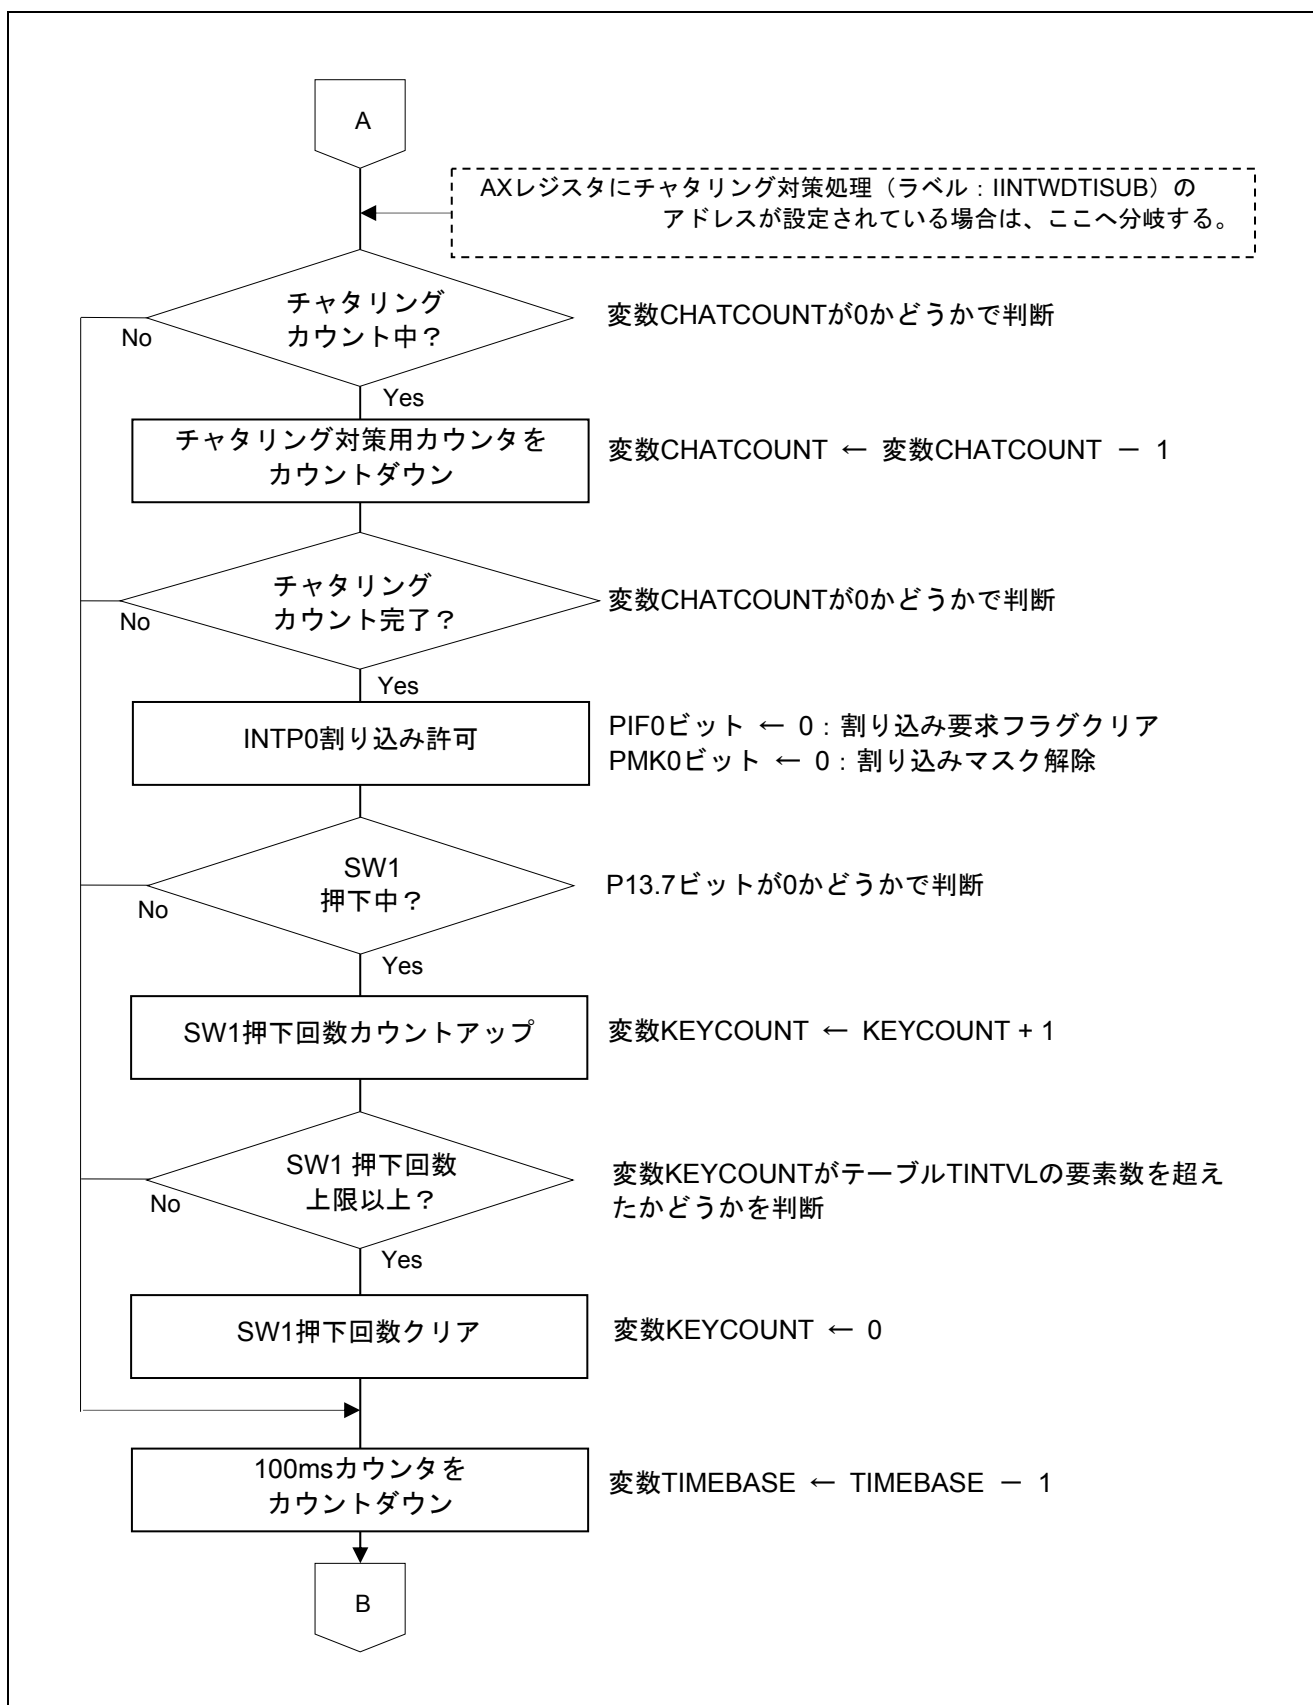 A
AXレジスタにチャタリング対策処理（ラベル：IINTWDTISUB）の
アドレスが設定されている場合は、ここへ分岐する。
チャタリング
カウント中？
変数CHATCOUNTが0かどうかで判断
No
Yes
チャタリング対策用カウンタを
カウントダウン
変数CHATCOUNT ← 変数CHATCOUNT － 1
チャタリング
カウント完了？
変数CHATCOUNTが0かどうかで判断
No
Yes
INTP0割り込み許可
PIF0ビット ← 0：割り込み要求フラグクリア
PMK0ビット ← 0：割り込みマスク解除
SW1
押下中？
P13.7ビットが0かどうかで判断
No
Yes
SW1押下回数カウントアップ
変数KEYCOUNT ← KEYCOUNT + 1
SW1 押下回数
上限以上？
変数KEYCOUNTがテーブルTINTVLの要素数を超え
たかどうかを判断
No
Yes
SW1押下回数クリア
変数KEYCOUNT ← 0
100msカウンタを
カウントダウン
変数TIMEBASE ← TIMEBASE － 1
B